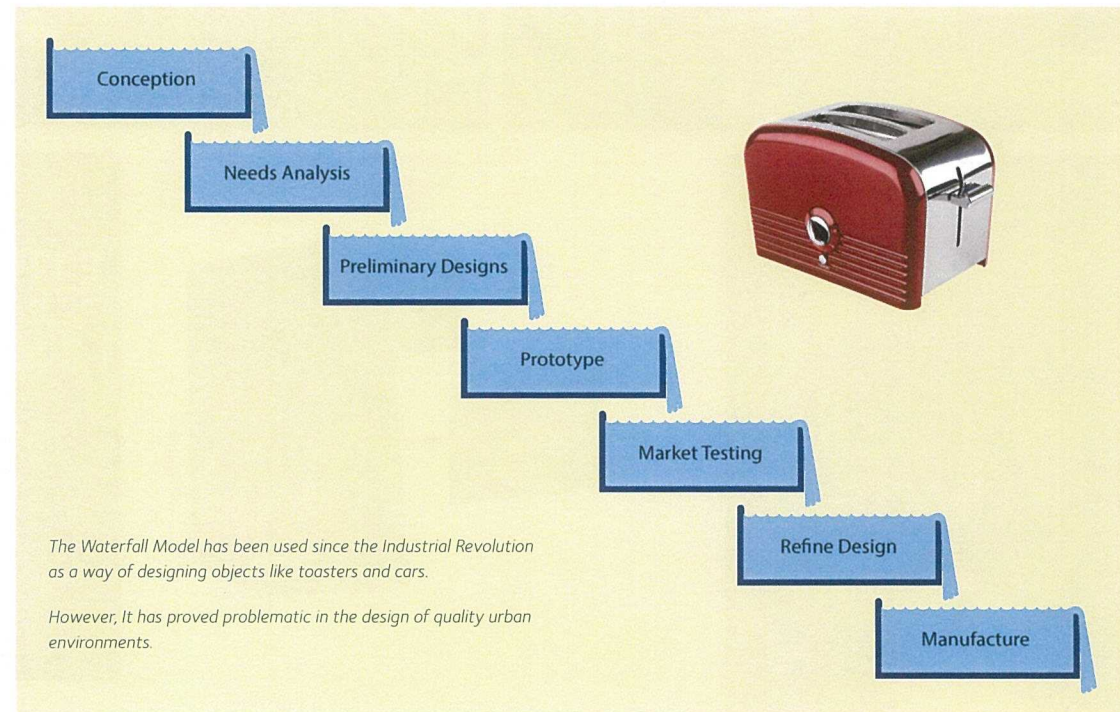 Conception
Needs Analysis
Preliminary Designs
Prototype
Market Testing
Refine Design
Manufacture
The Waterfall Model has been used since the Industrial Revolution
as a way of designing objects like toasters and cars.
However, It has proved problematic in the design of quality urban
environments.